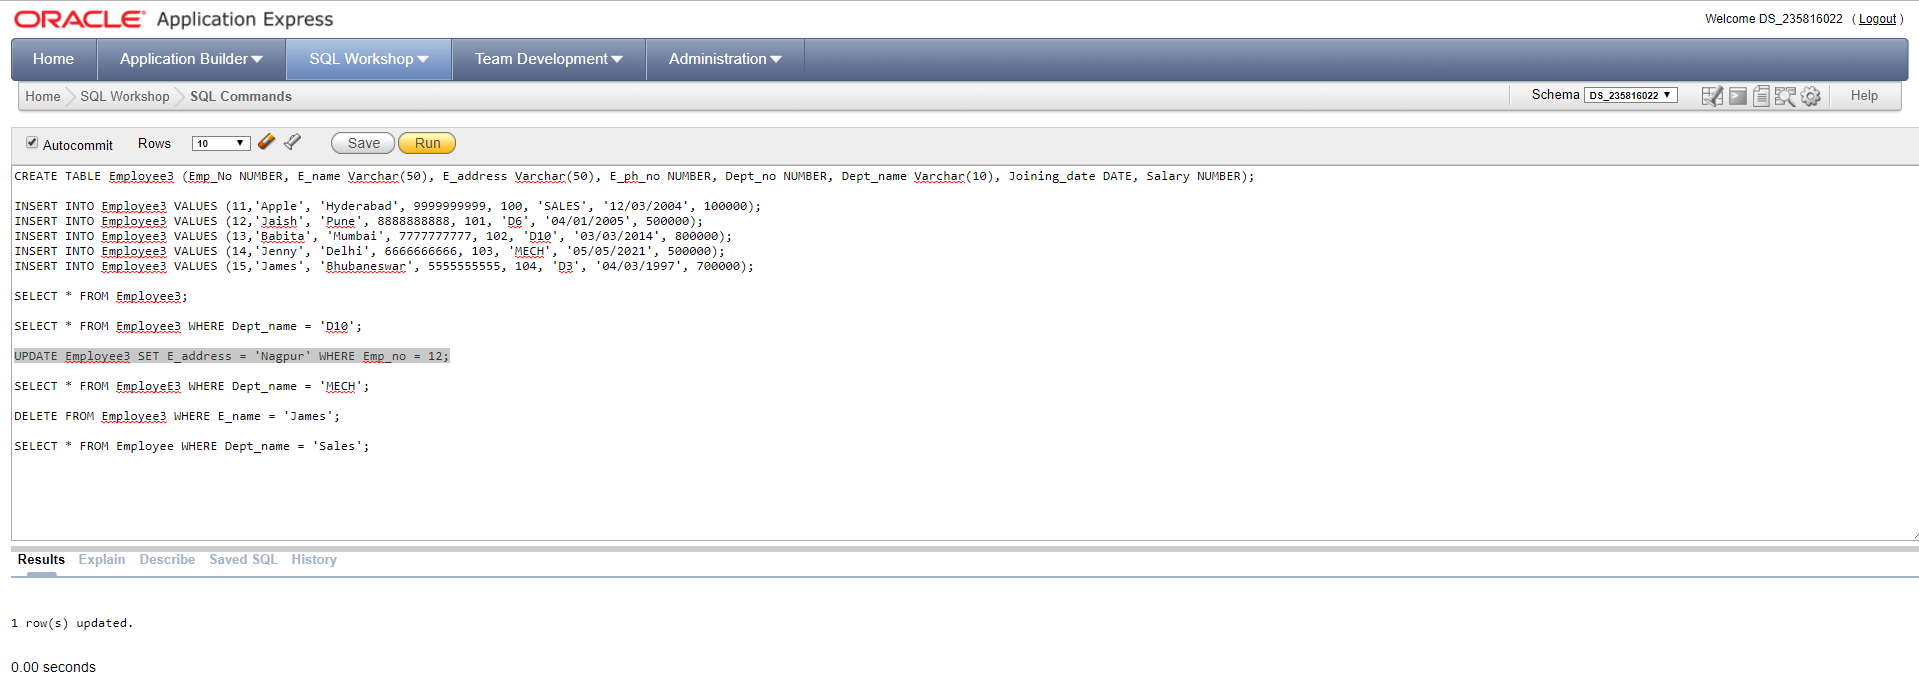 ORACLE Application Express
Welcome DS_235816022 ( Logout )
Home Application Builder SQL Workshop Team Development Administration
Home SQL Workshop SQL Commands Schema DS_235816022 Help
Autocommit Rows 10 Save Run
CREATE TABLE Employee3 (Emp_No NUMBER, E_name Varchar(50), E_address Varchar(50), E_ph_no NUMBER, Dept_no NUMBER, Dept_name Varchar(10), Joining_date DATE, Salary NUMBER);
INSERT INTO Employee3 VALUES (11,'Apple', 'Hyderabad', 9999999999, 100, 'SALES', '12/03/2004', 100000);
INSERT INTO Employee3 VALUES (12,'Jaish', 'Pune', 8888888888, 101, 'D6', '04/01/2005', 500000);
INSERT INTO Employee3 VALUES (13,'Babita', 'Mumbai', 7777777777, 102, 'D10', '03/03/2014', 800000);
INSERT INTO Employee3 VALUES (14,'Jenny', 'Delhi', 6666666666, 103, 'MECH', '05/05/2021', 500000);
INSERT INTO Employee3 VALUES (15,'James', 'Bhubaneswar', 5555555555, 104, 'D3', '04/03/1997', 700000);
SELECT * FROM Employee3;
SELECT * FROM Employee3 WHERE Dept_name = 'D10';
UPDATE Employee3 SET E_address = 'Nagpur' WHERE Emp_no = 12;
SELECT * FROM EmployeE3 WHERE Dept_name = 'MECH';
DELETE FROM Employee3 WHERE E_name = 'James';
SELECT * FROM Employee WHERE Dept_name = 'Sales';
Results Explain Describe Saved SQL History
1 row(s) updated.
0.00 seconds